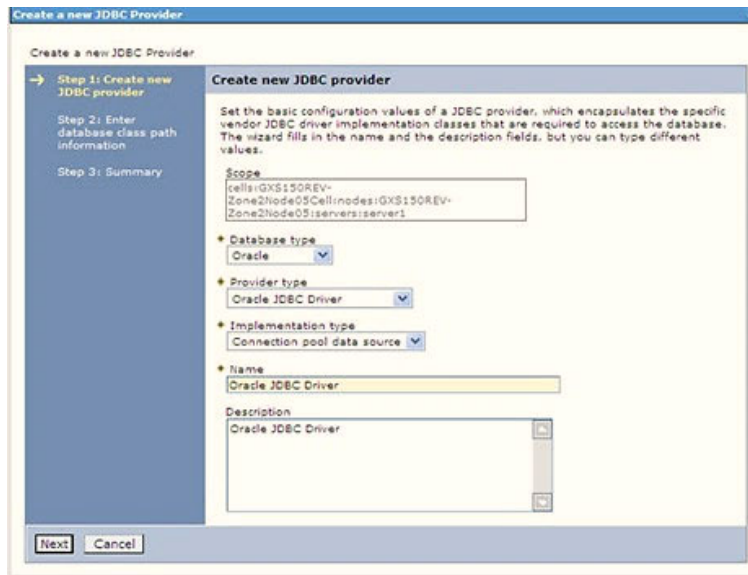 Create a new JDBC Provider
Create a new JDBC Provider
Step 1: Create new
JDBC provider
Step 2: Enter
database class path
information
Step 3: Summary
Create new JDBC provider
Set the basic configuration values of a JDBC provider, which encapsulates the specific
vendor JDBC driver implementation classes that are required to access the database.
The wizard fills in the name and the description fields, but you can type different
values.
Scope
cells:GXS150REV-
Zone2Node05Cell:nodes:GXS150REV-
Zone2Node05:servers:server1
Database type
Oracle
Provider type
Oracle JDBC Driver
Implementation type
Connection pool data source
Name
Oracle JDBC Driver
Description
Oracle JDBC Driver
Next Cancel